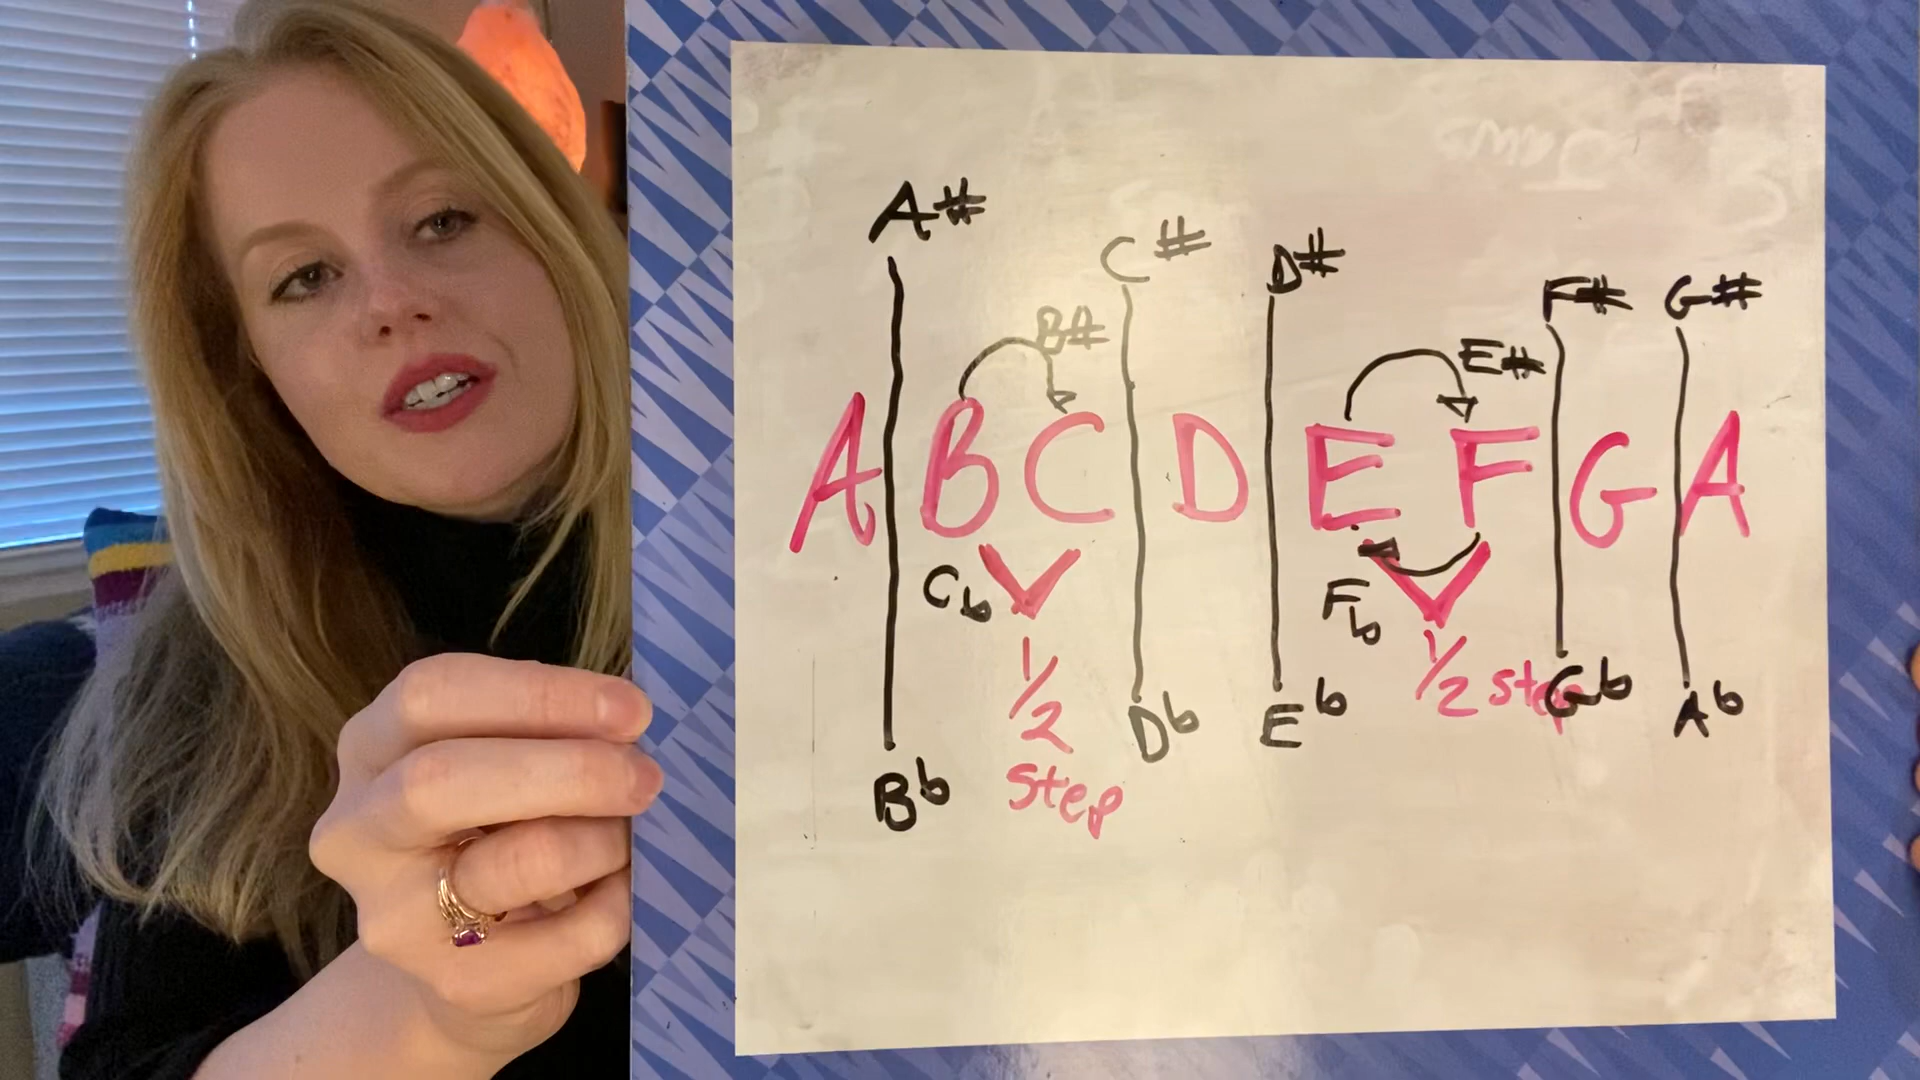 A#
C#
D#
F# G#
B# E#
A B C D E F G A
Cb Fb
1/2 step 1/2 step
Db Eb Gb Ab
Bb